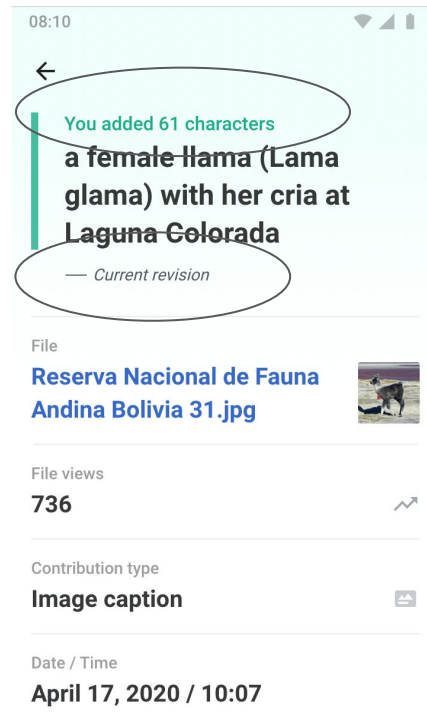 08:10
You added 61 characters
a female llama (Lama
glama) with her cria at
Laguna Colorada
— Current revision
File
Reserva Nacional de Fauna
Andina Bolivia 31.jpg
File views
736
Contribution type
Image caption
Date / Time
April 17, 2020 / 10:07